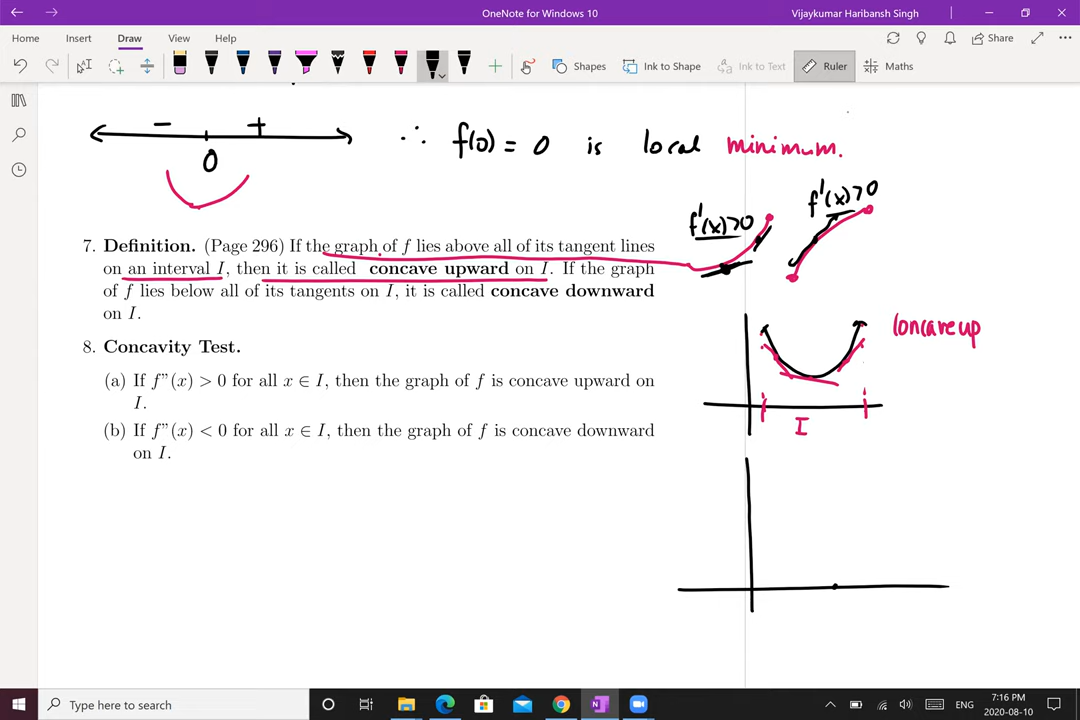 OneNote for Windows 10
Vijaykumar Haribansh Singh
Home Insert Draw View Help
Share
Shapes Ink to Shape Ink to Text Ruler Maths
− +
0
∴ f(0) = 0 is local minimum.
f'(x)>0 f'(x)>0
7. Definition. (Page 296) If the graph of f lies above all of its tangent lines
on an interval I, then it is called concave upward on I. If the graph
of f lies below all of its tangents on I, it is called concave downward
on I.
Concave up
I
8. Concavity Test.
(a) If f”(x) > 0 for all x ∈ I, then the graph of f is concave upward on
I.
(b) If f”(x) < 0 for all x ∈ I, then the graph of f is concave downward
on I.
Type here to search
ENG
7:16 PM
2020-08-10